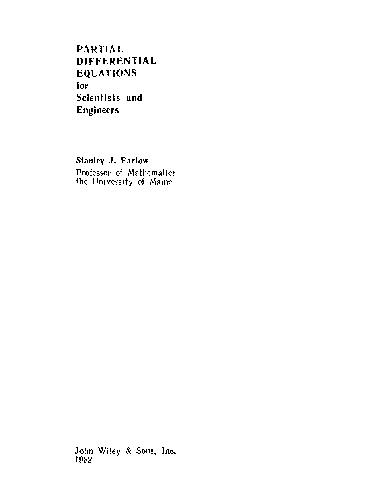 PARTIAL
DIFFERENTIAL
EQUATIONS
for
Scientists and
Engineers
Stanley J. Farlow
Professor of Mathematics
the University of Maine
John Wiley & Sons, Inc.
1982